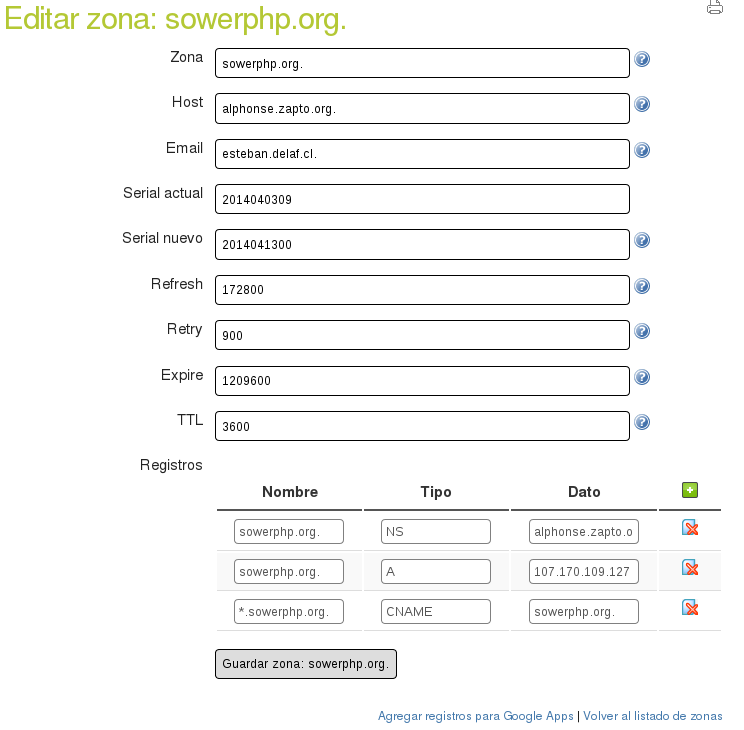 Editar zona: sowerphp.org.
Zona sowerphp.org.
Host alphonse.zapto.org.
Email esteban.delaf.cl.
Serial actual 2014040309
Serial nuevo 2014041300
Refresh 172800
Retry 900
Expire 1209600
TTL 3600
Registros
Nombre Tipo Dato
sowerphp.org. NS alphonse.zapto.o
sowerphp.org. A 107.170.109.127
*.sowerphp.org. CNAME sowerphp.org.
Guardar zona: sowerphp.org.
Agregar registros para Google Apps | Volver al listado de zonas